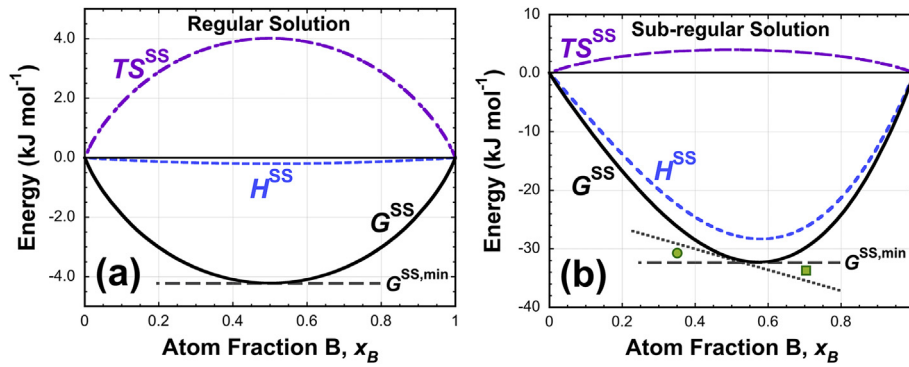 Regular Solution
Energy (kJ mol⁻¹)
4.0
2.0
0.0
-2.0
-4.0
TS^SS
H^SS
G^SS
G^SS,min
(a)
0 0.2 0.4 0.6 0.8 1
Atom Fraction B, x_B
Sub-regular Solution
Energy (kJ mol⁻¹)
10
0.0
-10
-20
-30
-40
TS^SS
H^SS
G^SS
G^SS,min
(b)
0 0.2 0.4 0.6 0.8
Atom Fraction B, x_B